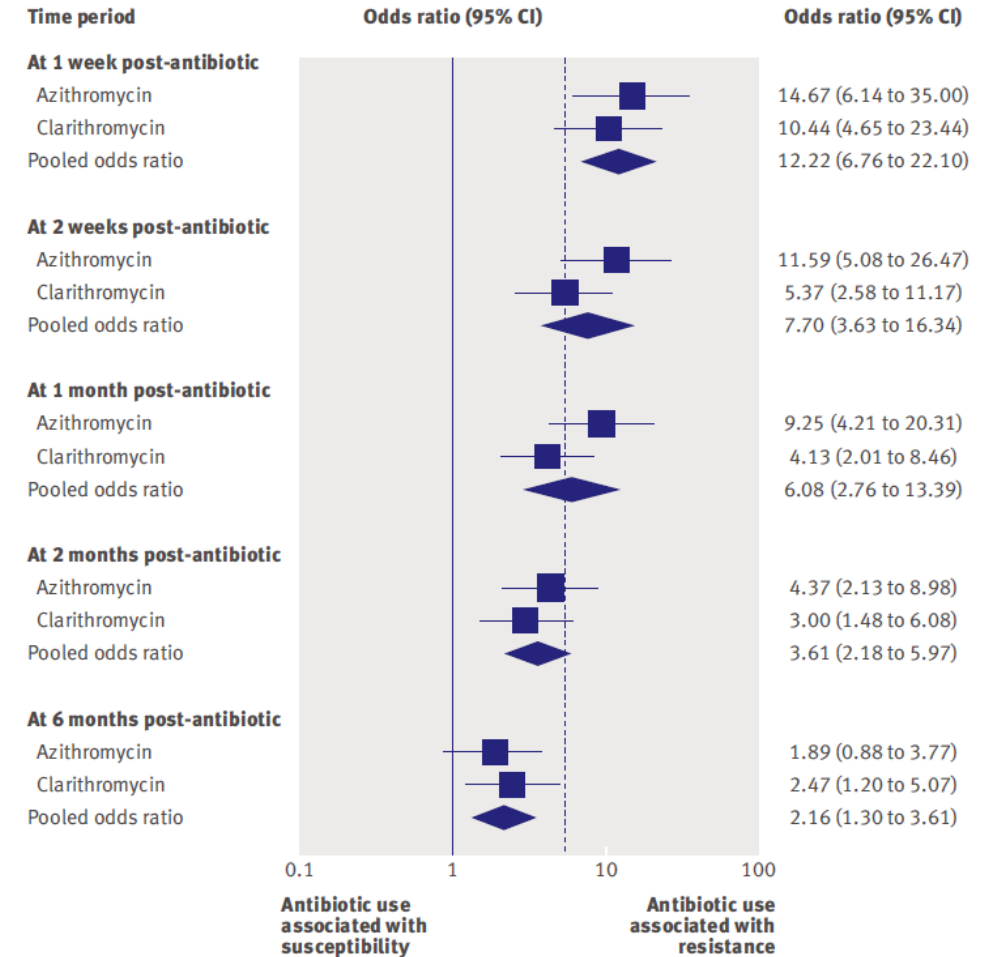 Time period Odds ratio (95% CI) Odds ratio (95% CI)
At 1 week post-antibiotic
Azithromycin 14.67 (6.14 to 35.00)
Clarithromycin 10.44 (4.65 to 23.44)
Pooled odds ratio 12.22 (6.76 to 22.10)
At 2 weeks post-antibiotic
Azithromycin 11.59 (5.08 to 26.47)
Clarithromycin 5.37 (2.58 to 11.17)
Pooled odds ratio 7.70 (3.63 to 16.34)
At 1 month post-antibiotic
Azithromycin 9.25 (4.21 to 20.31)
Clarithromycin 4.13 (2.01 to 8.46)
Pooled odds ratio 6.08 (2.76 to 13.39)
At 2 months post-antibiotic
Azithromycin 4.37 (2.13 to 8.98)
Clarithromycin 3.00 (1.48 to 6.08)
Pooled odds ratio 3.61 (2.18 to 5.97)
At 6 months post-antibiotic
Azithromycin 1.89 (0.88 to 3.77)
Clarithromycin 2.47 (1.20 to 5.07)
Pooled odds ratio 2.16 (1.30 to 3.61)
0.1 1 10 100
Antibiotic use
associated with
susceptibility
Antibiotic use
associated with
resistance